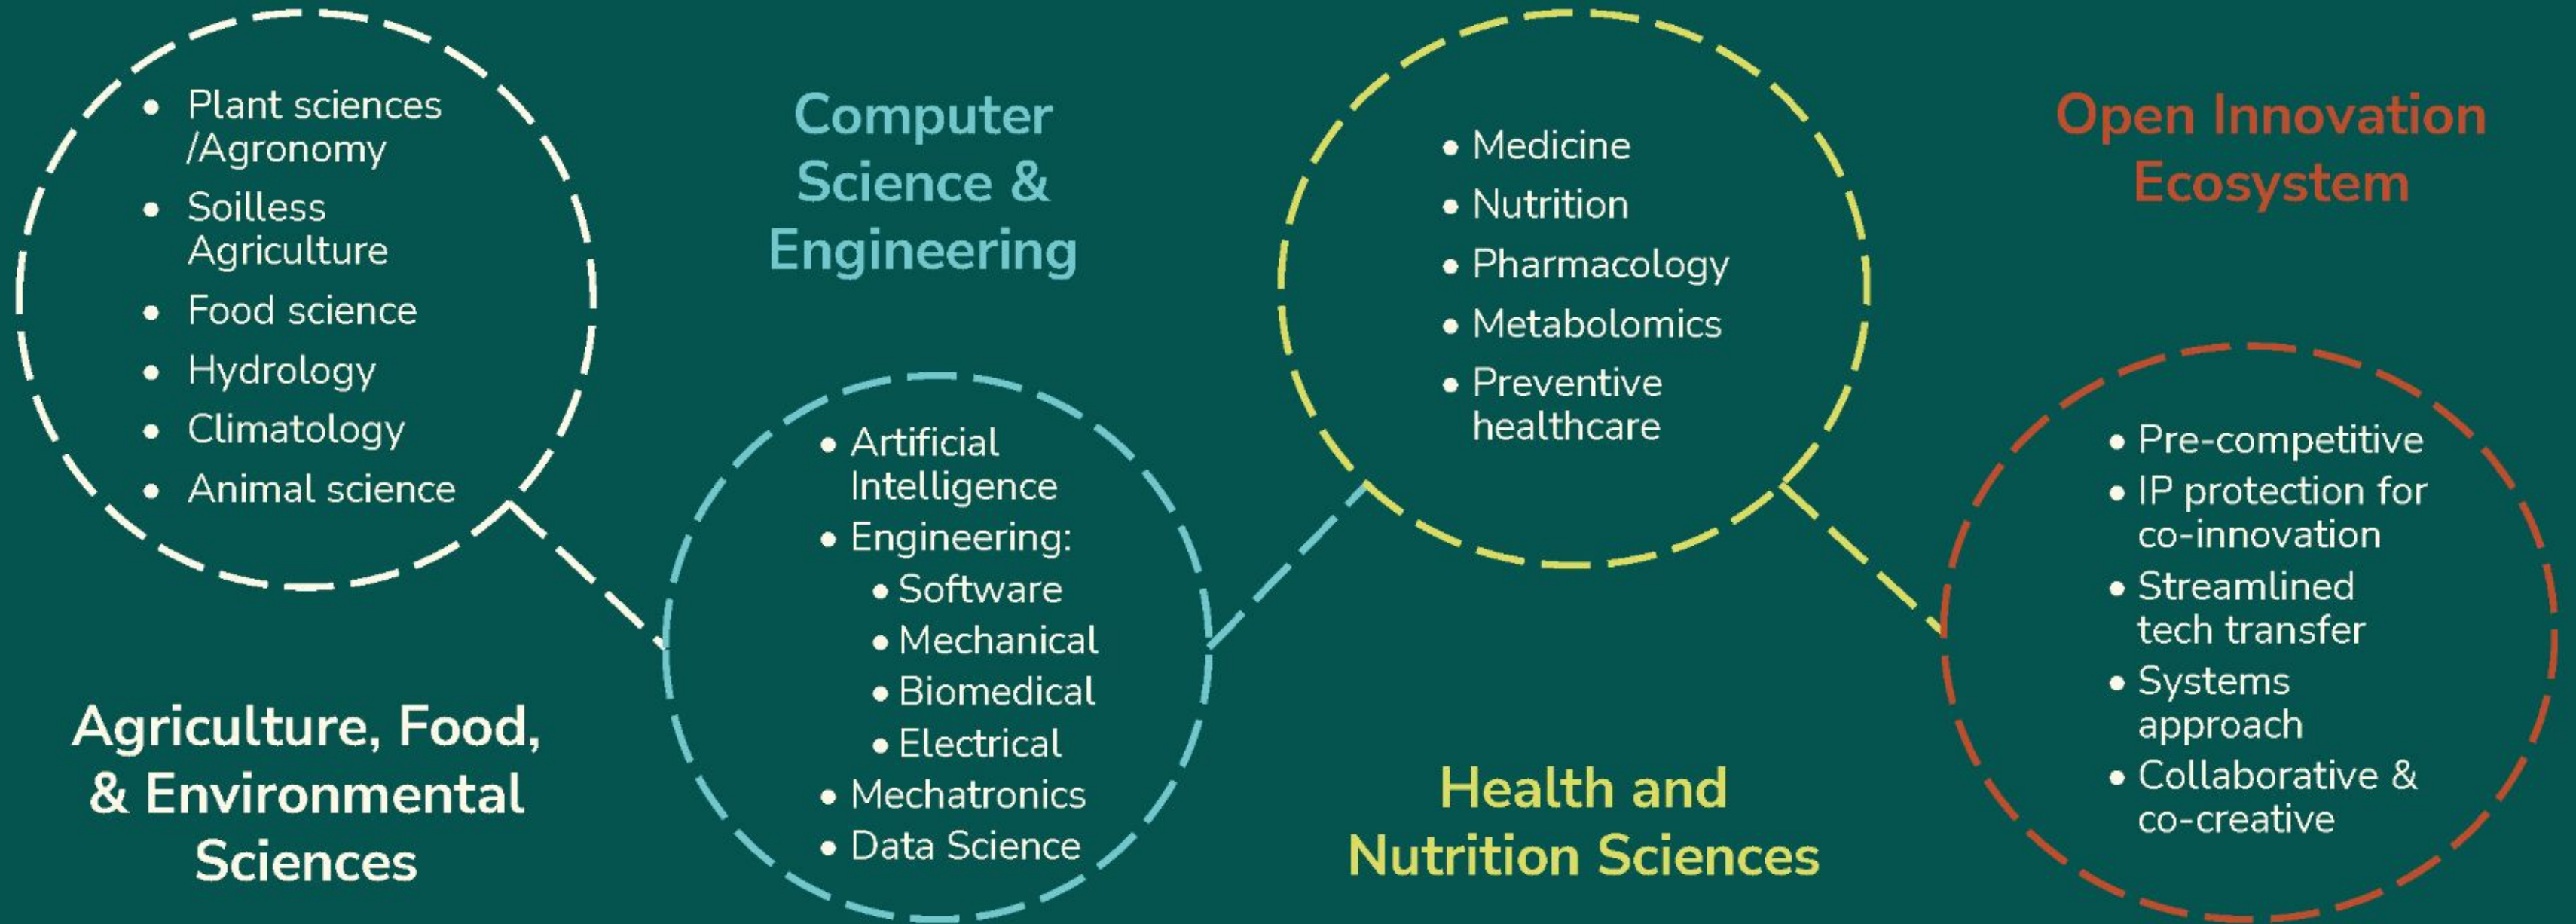 • Plant sciences
/Agronomy
• Soilless
Agriculture
• Food science
• Hydrology
• Climatology
• Animal science
Agriculture, Food,
& Environmental
Sciences
Computer
Science &
Engineering
• Artificial
Intelligence
• Engineering:
• Software
• Mechanical
• Biomedical
• Electrical
• Mechatronics
• Data Science
• Medicine
• Nutrition
• Pharmacology
• Metabolomics
• Preventive
healthcare
Health and
Nutrition Sciences
Open Innovation
Ecosystem
• Pre-competitive
• IP protection for
co-innovation
• Streamlined
tech transfer
• Systems
approach
• Collaborative &
co-creative